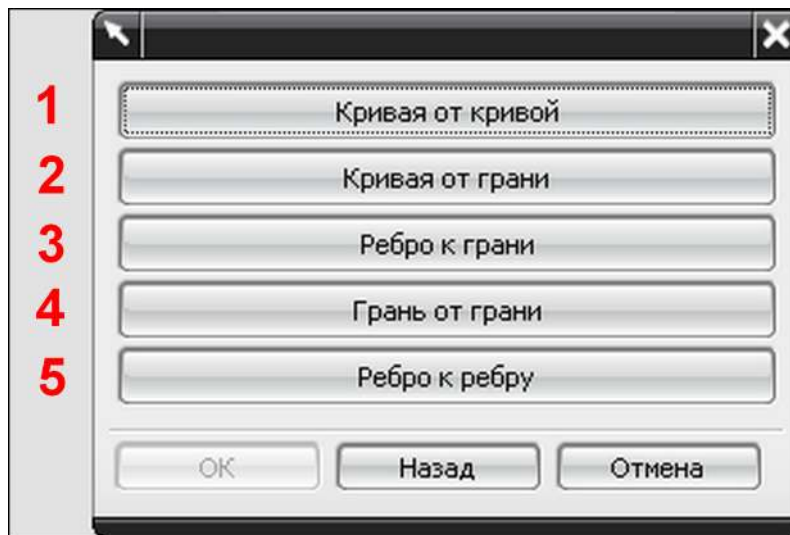 1 Кривая от кривой
2 Кривая от грани
3 Ребро к грани
4 Грань от грани
5 Ребро к ребру
OK Назад Отмена